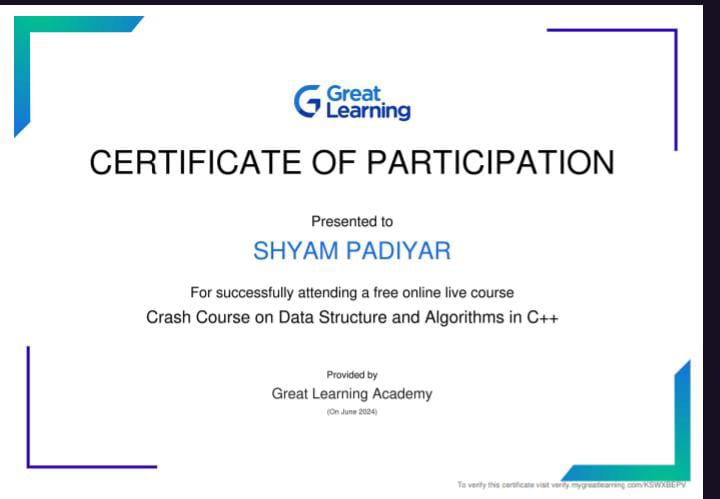 Great
Learning
CERTIFICATE OF PARTICIPATION
Presented to
SHYAM PADIYAR
For successfully attending a free online live course
Crash Course on Data Structure and Algorithms in C++
Provided by
Great Learning Academy
(On June 2024)
To verify this certificate visit verify.mygreatlearning.com/KSWXBEPV